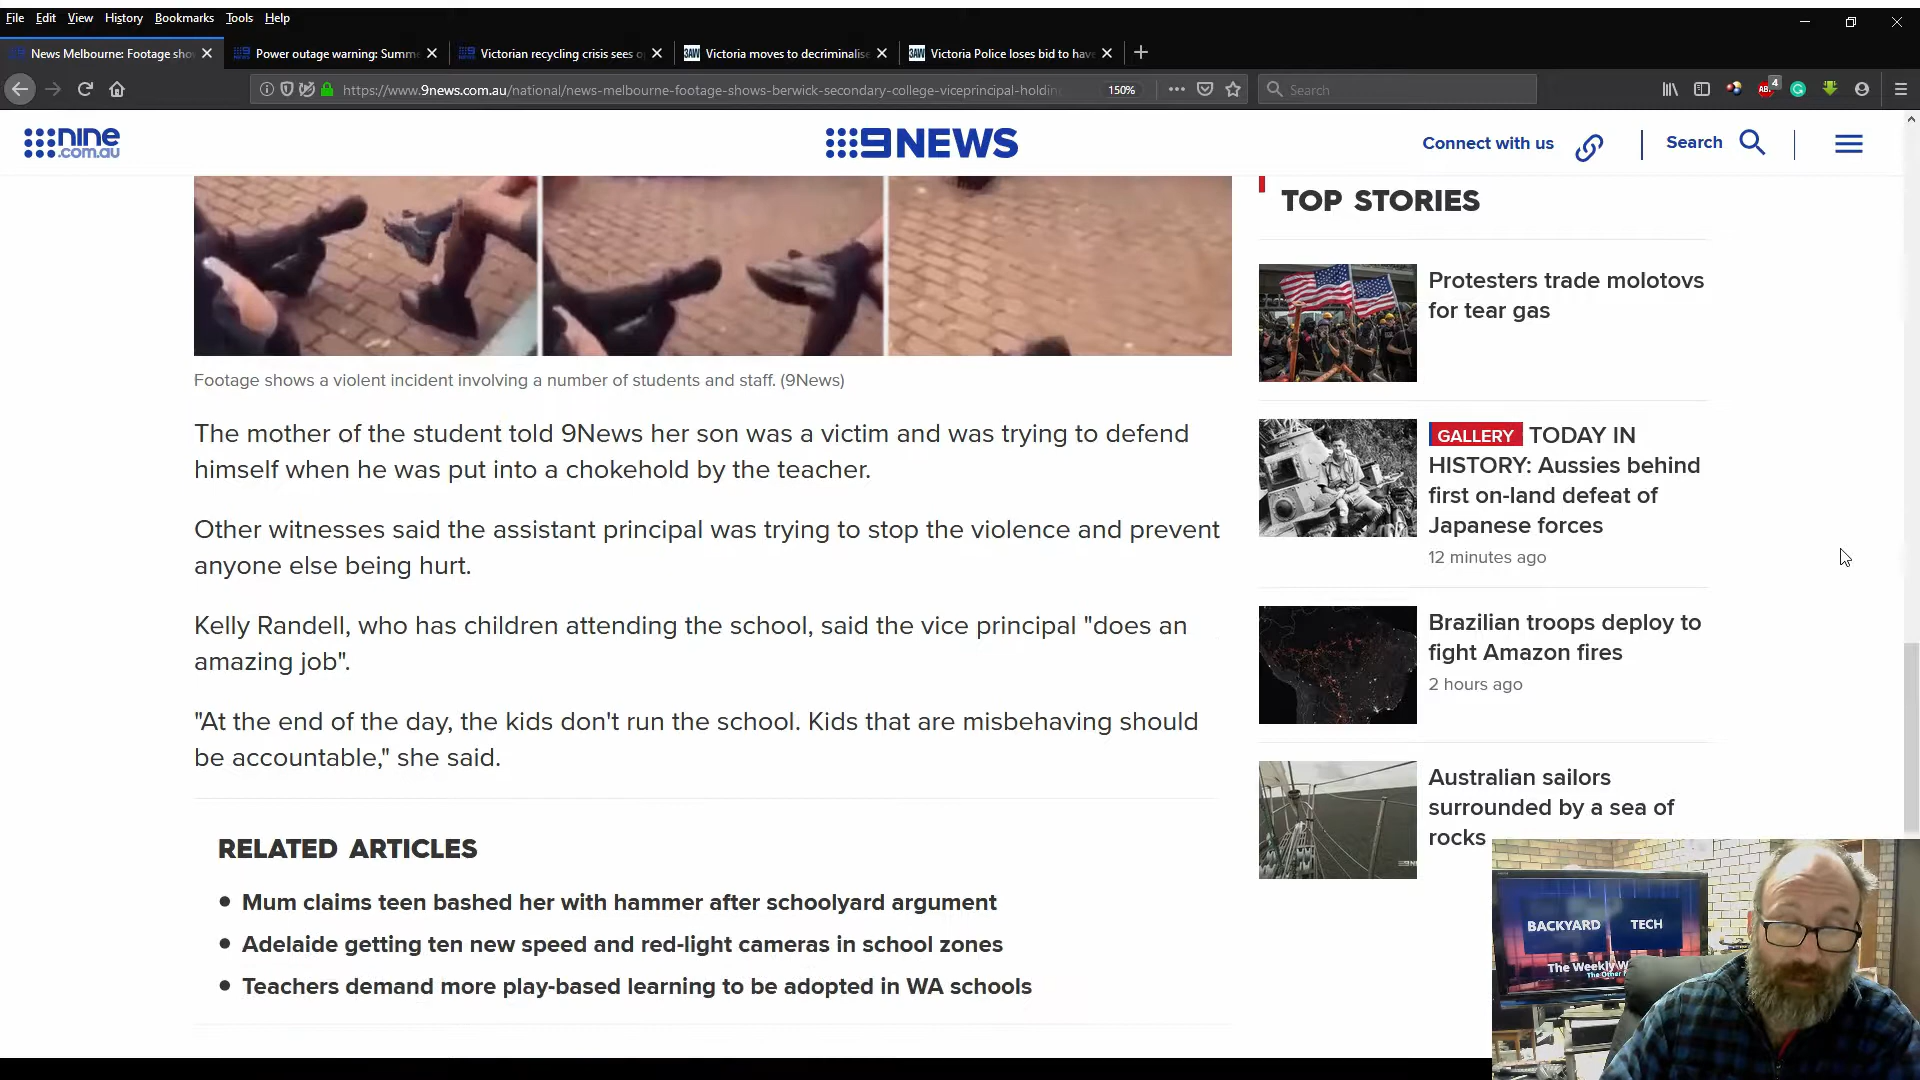 File Edit View History Bookmarks Tools Help
News Melbourne: Footage sho
Power outage warning: Summe
Victorian recycling crisis sees o
3AW Victoria moves to decriminalise
3AW Victoria Police loses bid to hav
https://www.9news.com.au/national/news-melbourne-footage-shows-berwick-secondary-college-viceprincipal-holdin
150%
Search
4
nine
.com.au
9NEWS
Connect with us
Search
TOP STORIES
Protesters trade molotovs
for tear gas
GALLERY TODAY IN
HISTORY: Aussies behind
first on-land defeat of
Japanese forces
12 minutes ago
Brazilian troops deploy to
fight Amazon fires
2 hours ago
Australian sailors
surrounded by a sea of
rocks
Footage shows a violent incident involving a number of students and staff. (9News)
The mother of the student told 9News her son was a victim and was trying to defend
himself when he was put into a chokehold by the teacher.
Other witnesses said the assistant principal was trying to stop the violence and prevent
anyone else being hurt.
Kelly Randell, who has children attending the school, said the vice principal "does an
amazing job".
"At the end of the day, the kids don't run the school. Kids that are misbehaving should
be accountable," she said.
RELATED ARTICLES
• Mum claims teen bashed her with hammer after schoolyard argument
• Adelaide getting ten new speed and red-light cameras in school zones
• Teachers demand more play-based learning to be adopted in WA schools
BACKYARD TECH
The Weekly W
The Other